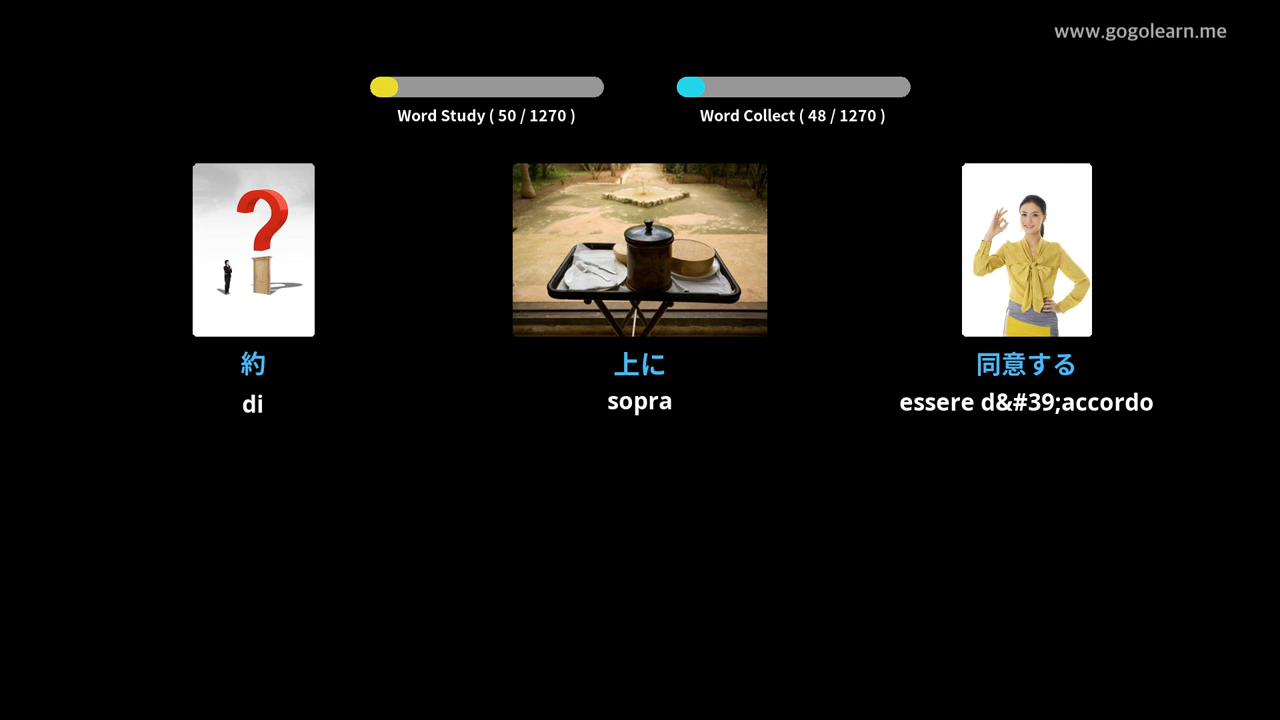 www.gogolearn.me
Word Study ( 50 / 1270 )
Word Collect ( 48 / 1270 )
約
上に
同意する
di
sopra
essere d&#39;accordo